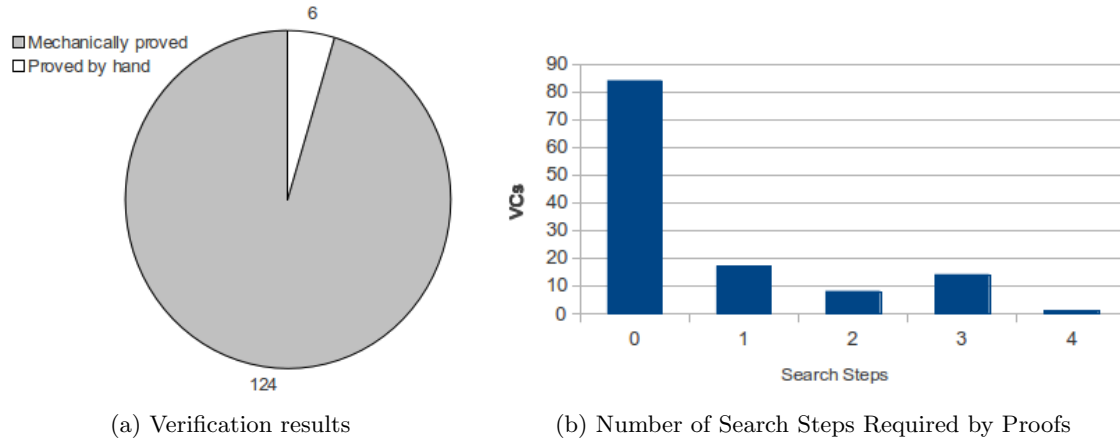 6
Mechanically proved
Proved by hand
124
(a) Verification results
90
80
70
60
50
40
30
20
10
0
VCs
0 1 2 3 4
Search Steps
(b) Number of Search Steps Required by Proofs